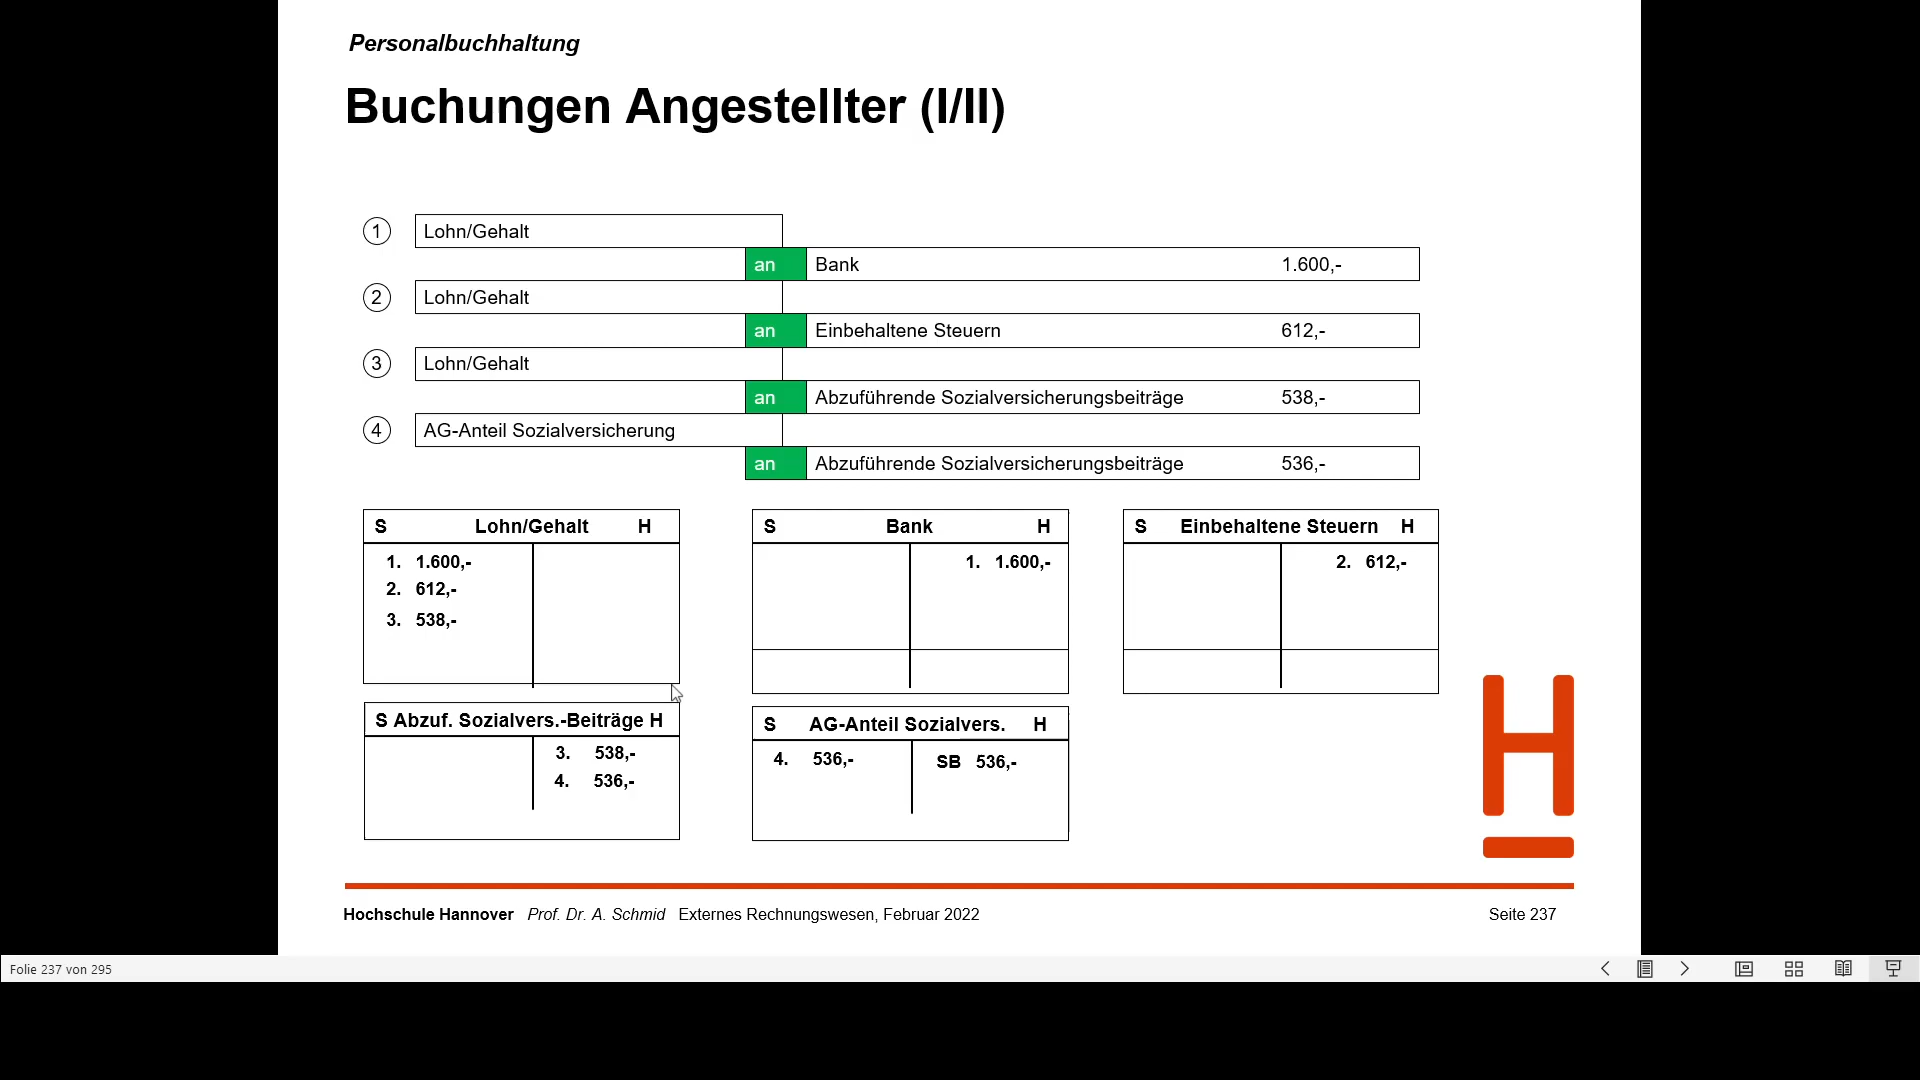 Personalbuchhaltung
Buchungen Angestellter (I/II)
1 Lohn/Gehalt
an Bank 1.600,-
2 Lohn/Gehalt
an Einbehaltene Steuern 612,-
3 Lohn/Gehalt
an Abzuführende Sozialversicherungsbeiträge 538,-
4 AG-Anteil Sozialversicherung
an Abzuführende Sozialversicherungsbeiträge 536,-
S Lohn/Gehalt H
1. 1.600,-
2. 612,-
3. 538,-
S Bank H
1. 1.600,-
S Einbehaltene Steuern H
2. 612,-
S Abzuf. Sozialvers.-Beiträge H
3. 538,-
4. 536,-
S AG-Anteil Sozialvers. H
4. 536,- SB 536,-
H
Hochschule Hannover Prof. Dr. A. Schmid Externes Rechnungswesen, Februar 2022 Seite 237
Folie 237 von 295